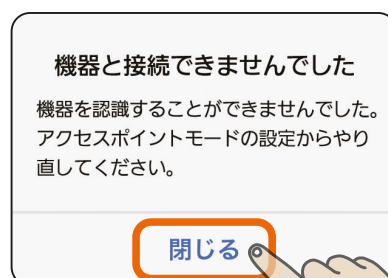 機器と接続できませんでした
機器を認識することができませんでした。
アクセスポイントモードの設定からやり
直してください。
閉じる